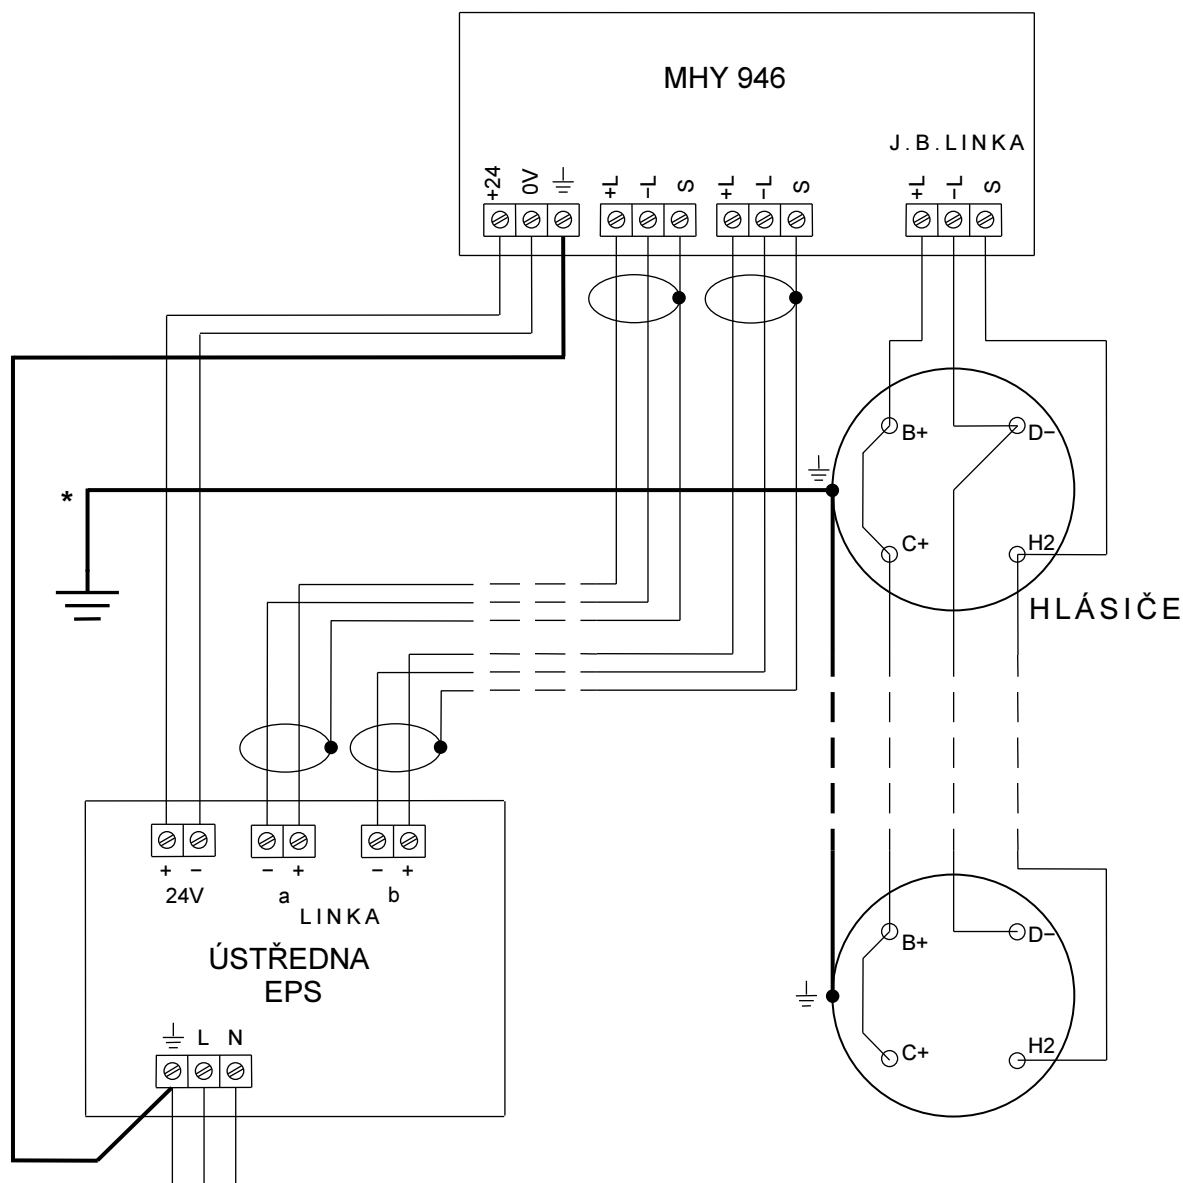 MHY 946
J.B.LINKA
+24 0V +L −L S +L −L S +L −L S
B+ D−
*
C+ H2
HLÁSIČE
+ − − + − +
24V a b
LINKA
ÚSTŘEDNA
EPS
B+ D−
L N
C+ H2